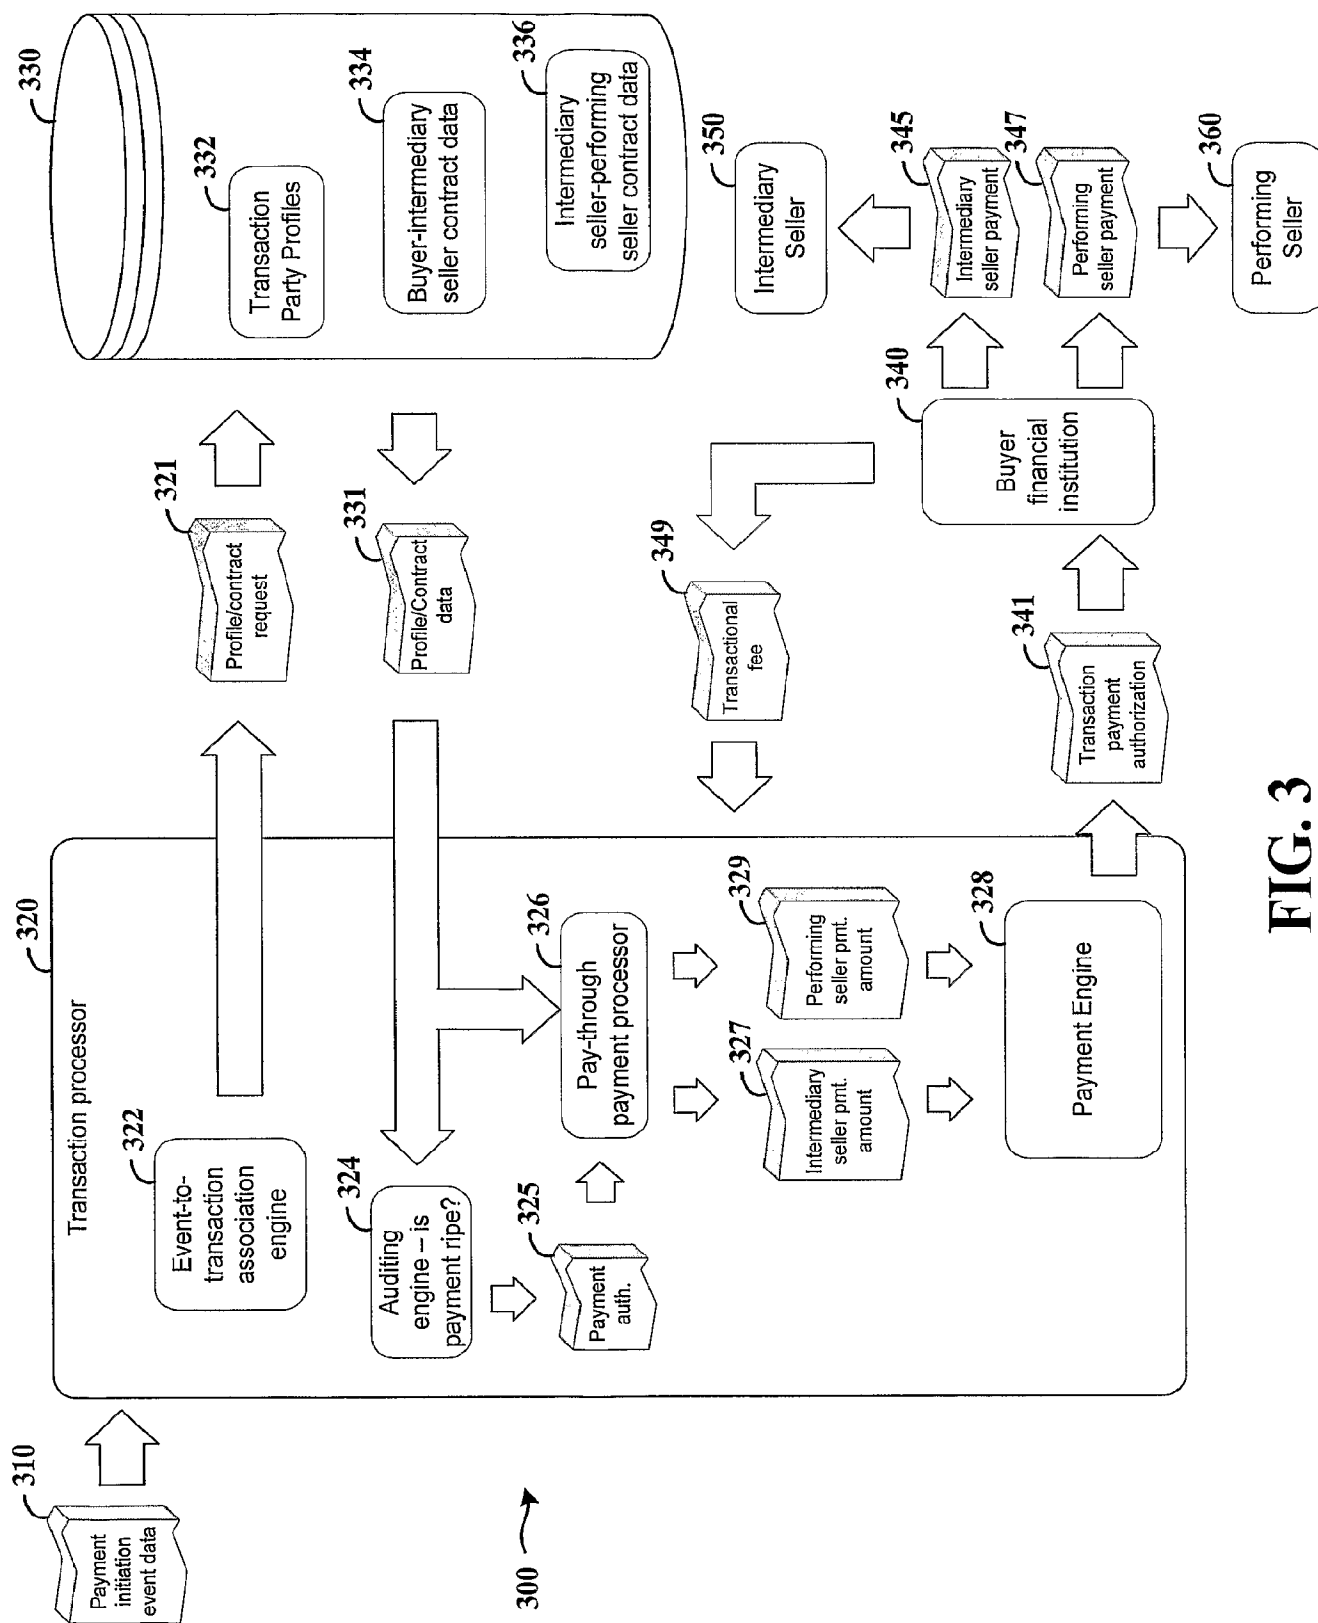 310
Payment
initiation
event data
300
320
Transaction processor
322
Event-to-
transaction
association
engine
324
Auditing
engine – is
payment ripe?
325
Payment
auth.
326
Pay-through
payment processor
327
Intermediary
seller pmt.
amount
329
Performing
seller pmt.
amount
328
Payment Engine
321
Profile/contract
request
331
Profile/Contract
data
349
Transactional
fee
341
Transaction
payment
authorization
330
332
Transaction
Party Profiles
334
Buyer-intermediary
seller contract data
336
Intermediary
seller-performing
seller contract data
340
Buyer
financial
institution
350
Intermediary
Seller
345
Intermediary
seller payment
347
Performing
seller payment
360
Performing
Seller
FIG. 3